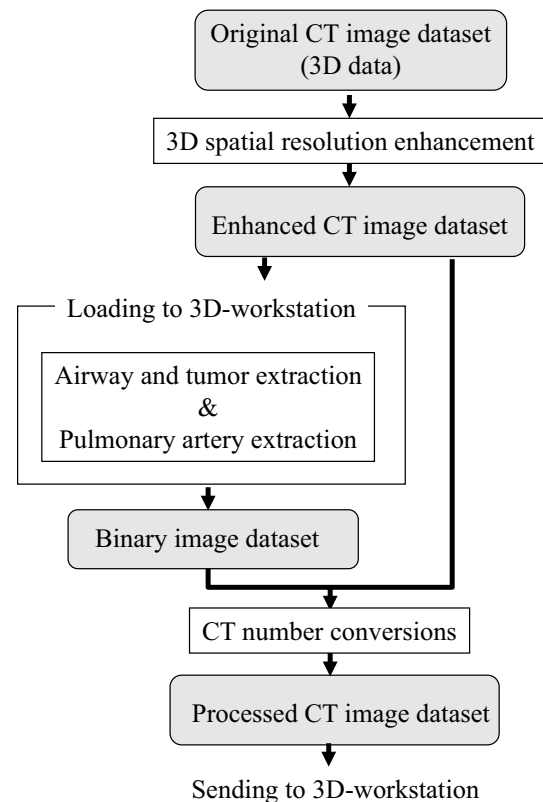 Original CT image dataset
(3D data)
3D spatial resolution enhancement
Enhanced CT image dataset
Loading to 3D-workstation
Airway and tumor extraction
&
Pulmonary artery extraction
Binary image dataset
CT number conversions
Processed CT image dataset
Sending to 3D-workstation